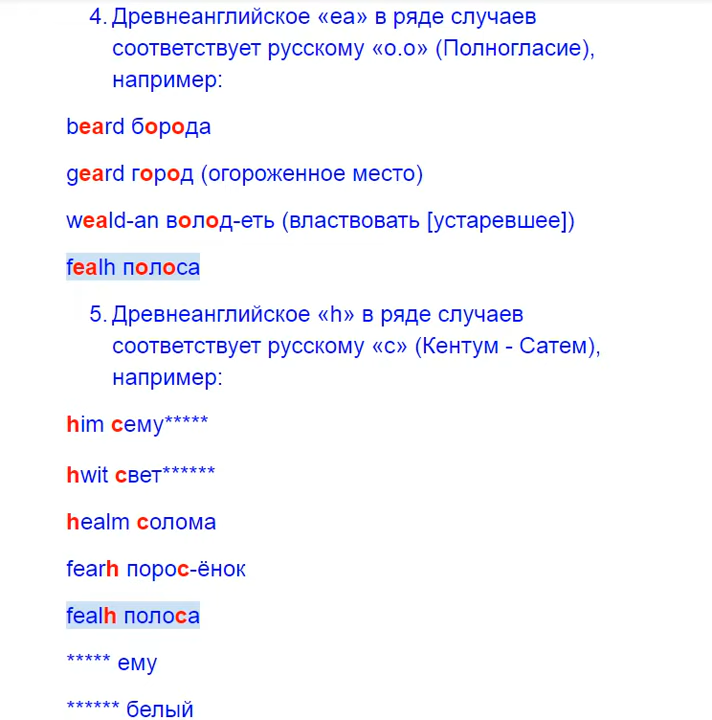 4. Древнеанглийское «ea» в ряде случаев
соответствует русскому «о.о» (Полногласие),
например:
beard борода
geard город (огороженное место)
weald-an волод-еть (властвовать [устаревшее])
fealh полоса
5. Древнеанглийское «h» в ряде случаев
соответствует русскому «с» (Кентум - Сатем),
например:
him сему*****
hwit свет******
healm солома
fearh порос-ёнок
fealh полоса
***** ему
****** белый